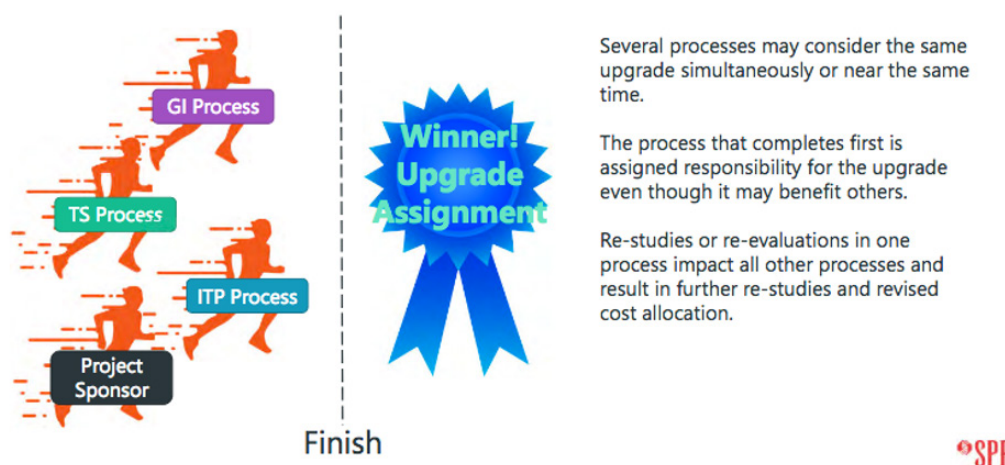 GI Process
TS Process
ITP Process
Project
Sponsor
Finish
Winner!
Upgrade
Assignment
Several processes may consider the same
upgrade simultaneously or near the same
time.
The process that completes first is
assigned responsibility for the upgrade
even though it may benefit others.
Re-studies or re-evaluations in one
process impact all other processes and
result in further re-studies and revised
cost allocation.